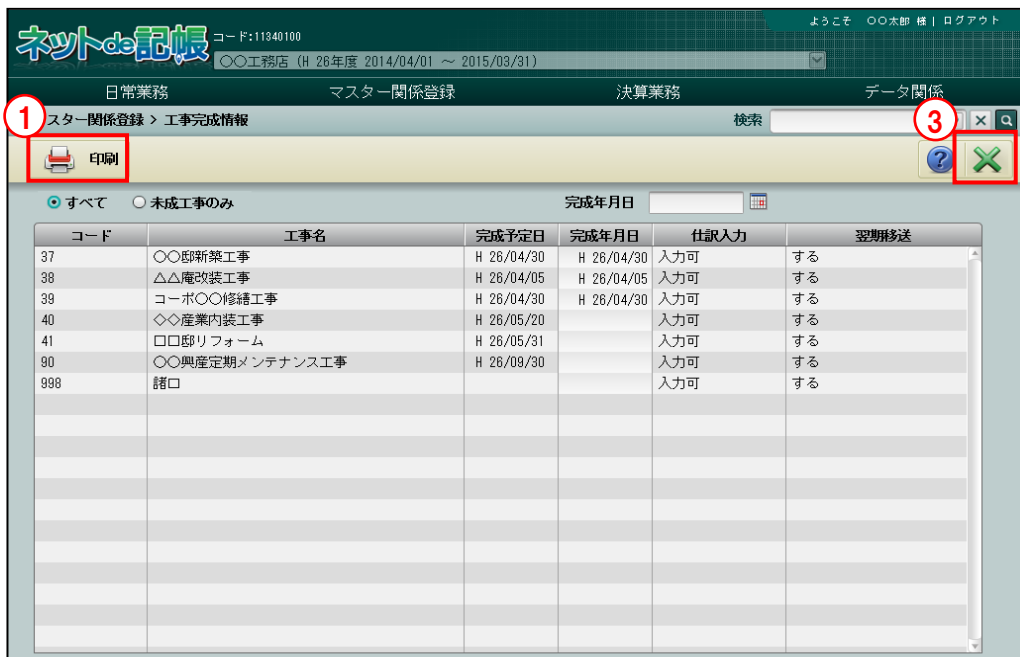 ようこそ 〇〇太郎 様 | ログアウト
ネットde記帳
コード:11340100
〇〇工務店 (H 26年度 2014/04/01 ～ 2015/03/31)
日常業務 マスター関係登録 決算業務 データ関係
1 スター関係登録 > 工事完成情報 検索 3
印刷
すべて 未成工事のみ 完成年月日
コード 工事名 完成予定日 完成年月日 仕訳入力 翌期移送
37 〇〇邸新築工事 H 26/04/30 H 26/04/30 入力可 する
38 △△庵改装工事 H 26/04/05 H 26/04/05 入力可 する
39 コーポ〇〇修繕工事 H 26/04/30 H 26/04/30 入力可 する
40 ◇◇産業内装工事 H 26/05/20 入力可 する
41 □□邸リフォーム H 26/05/31 入力可 する
90 〇〇興産定期メンテナンス工事 H 26/09/30 入力可 する
998 諸口 入力可 する